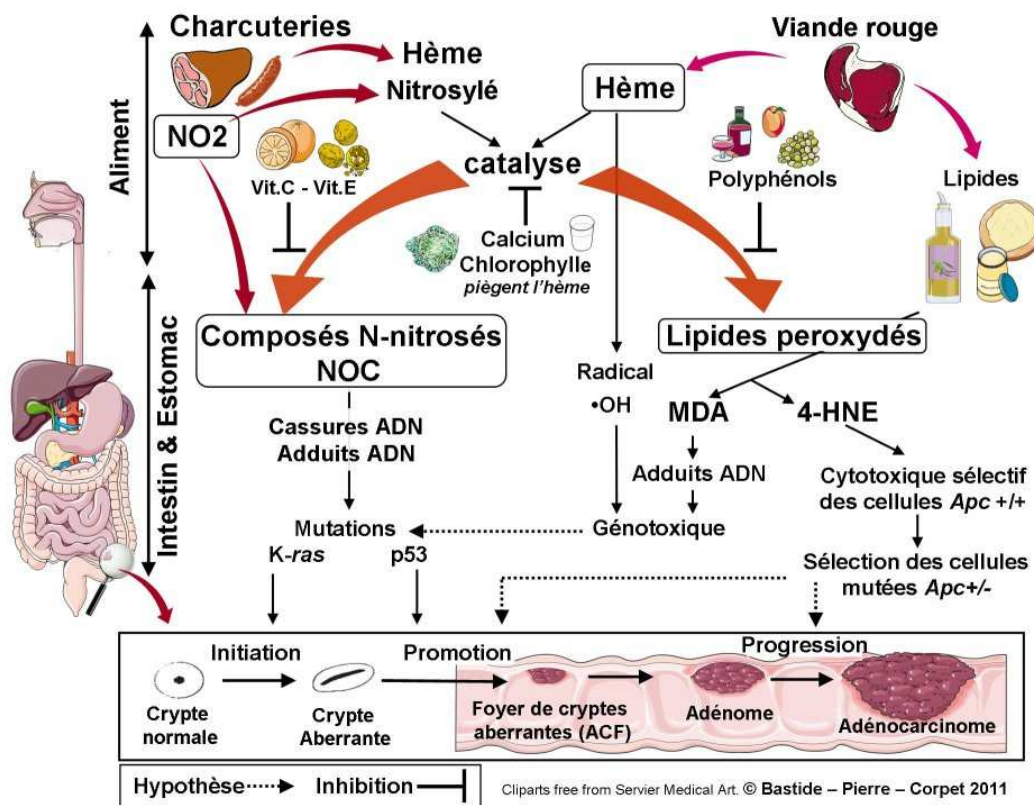 Charcuteries
Viande rouge
Hème
Nitrosylé
Hème
NO2
Vit.C - Vit.E
catalyse
Polyphénols
Lipides
Calcium
Chlorophylle
piègent l'hème
Aliment
Intestin & Estomac
Composés N-nitrosés
NOC
Lipides peroxydés
Radical
•OH
MDA
4-HNE
Cassures ADN
Adduits ADN
Adduits ADN
Cytotoxique sélectif
des cellules Apc +/+
Mutations
K-ras
p53
Génotoxique
Sélection des cellules
mutées Apc+/-
Initiation
Promotion
Progression
Crypte
normale
Crypte
Aberrante
Foyer de cryptes
aberrantes (ACF)
Adénome
Adénocarcinome
Hypothèse
Inhibition
Cliparts free from Servier Medical Art. © Bastide – Pierre – Corpet 2011